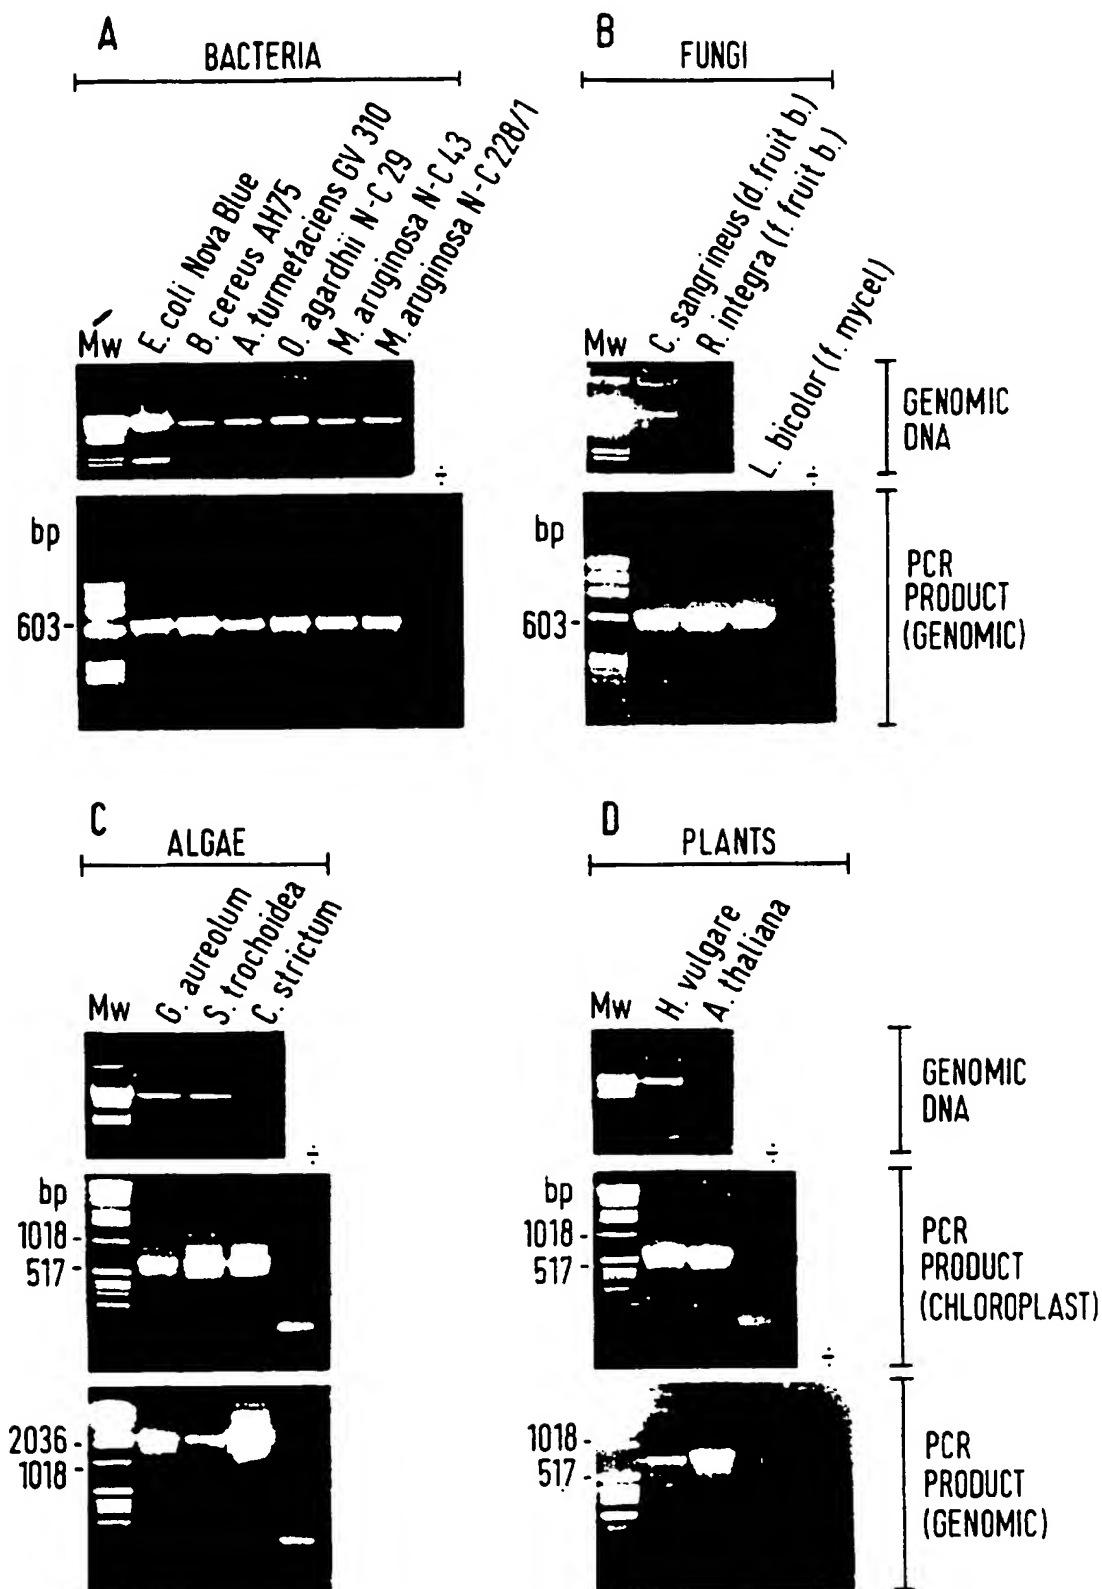 A
BACTERIA
Mw
E. coli Nova Blue
B. cereus AH75
A. turmefaciens GV 310
O. agardhii N-C 29
M. aruginosa N-C 43
M. aruginosa N-C 228/1
÷
bp
603-
B
FUNGI
Mw
C. sangrineus (d. fruit b.)
R. integra (f. fruit b.)
L. bicolor (f. mycel)
÷
bp
603-
GENOMIC
DNA
PCR
PRODUCT
(GENOMIC)
C
ALGAE
Mw
G. aureolum
S. trochoidea
C. strictum
÷
bp
1018-
517-
2036-
1018-
D
PLANTS
Mw
H. vulgare
A. thaliana
÷
bp
1018-
517-
÷
1018-
517-
GENOMIC
DNA
PCR
PRODUCT
(CHLOROPLAST)
PCR
PRODUCT
(GENOMIC)